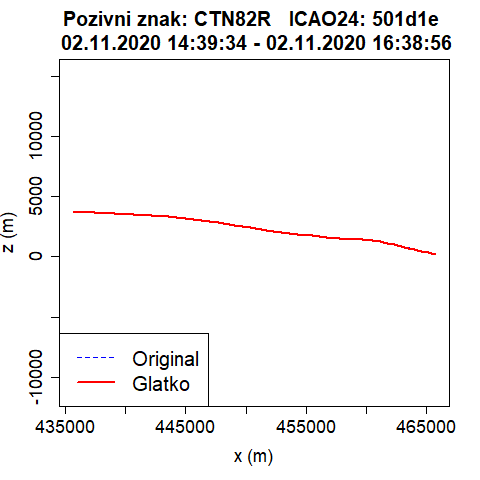 Pozivni znak: CTN82R   ICAO24: 501d1e
02.11.2020 14:39:34 - 02.11.2020 16:38:56
z (m)
10000
5000
0
-10000
Original
Glatko
435000 445000 455000 465000
x (m)